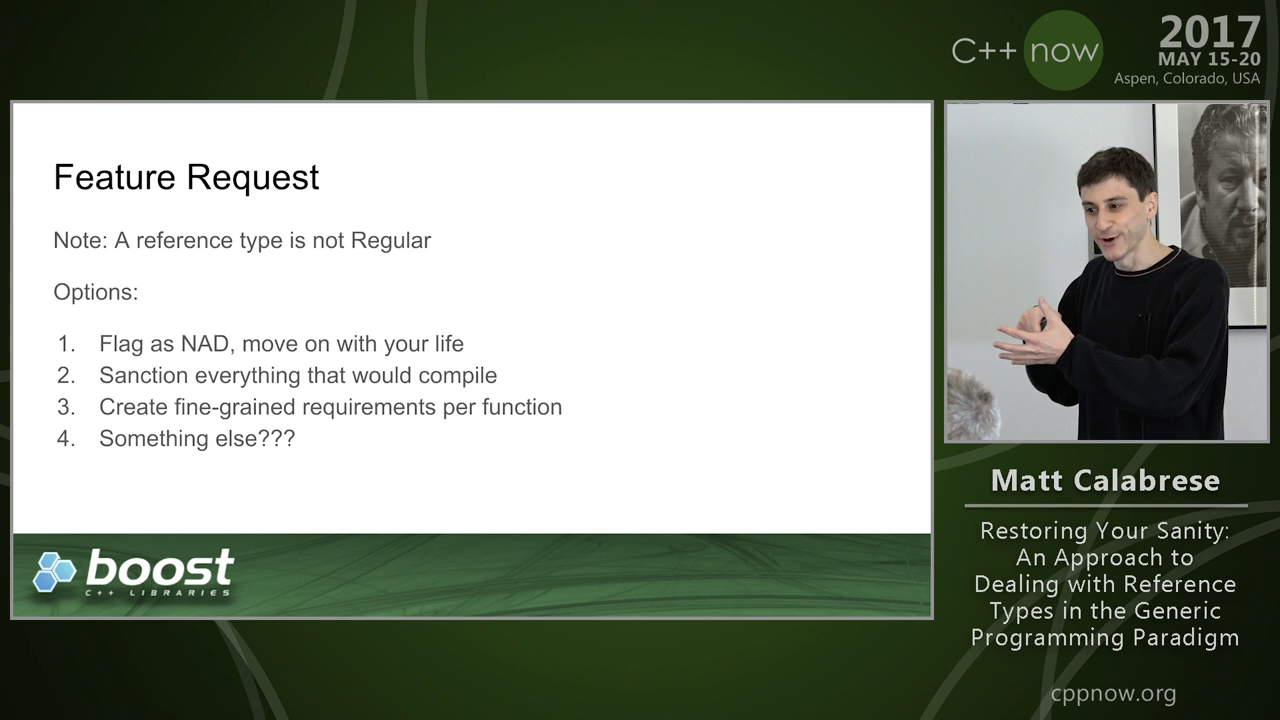 C++ now
2017
MAY 15-20
Aspen, Colorado, USA
Feature Request
Note: A reference type is not Regular
Options:
1. Flag as NAD, move on with your life
2. Sanction everything that would compile
3. Create fine-grained requirements per function
4. Something else???
boost
C++ LIBRARIES
Matt Calabrese
Restoring Your Sanity:
An Approach to
Dealing with Reference
Types in the Generic
Programming Paradigm
cppnow.org